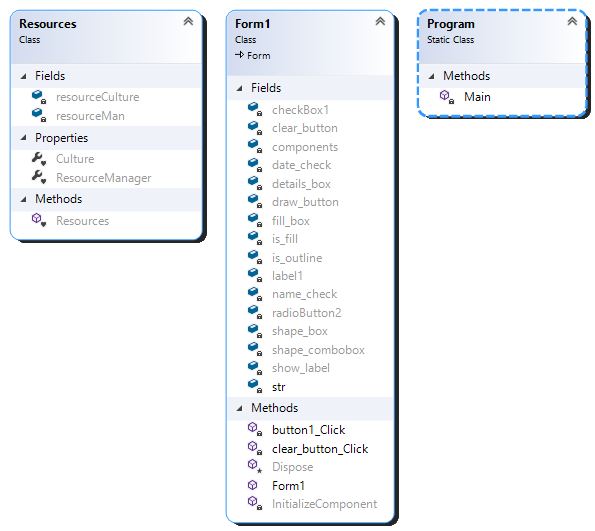 Resources
Class
Fields
resourceCulture
resourceMan
Properties
Culture
ResourceManager
Methods
Resources
Form1
Class
Form
Fields
checkBox1
clear_button
components
date_check
details_box
draw_button
fill_box
is_fill
is_outline
label1
name_check
radioButton2
shape_box
shape_combobox
show_label
str
Methods
button1_Click
clear_button_Click
Dispose
Form1
InitializeComponent
Program
Static Class
Methods
Main